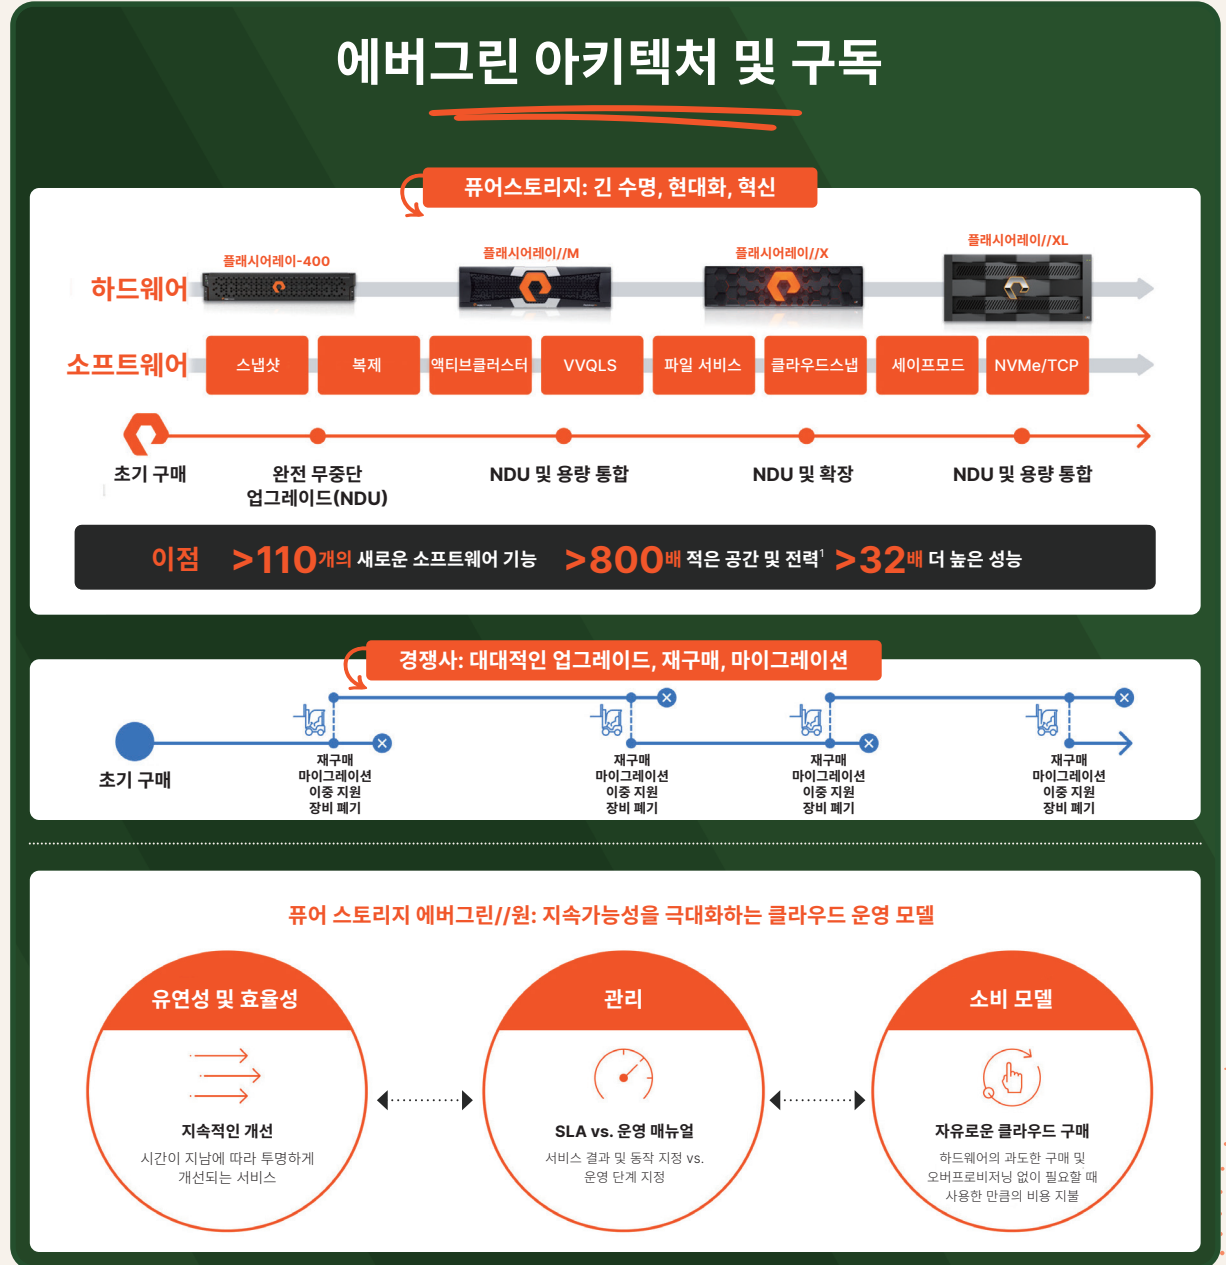 에버그린 아키텍처 및 구독
퓨어스토리지: 긴 수명, 현대화, 혁신
플래시어레이-400
플래시어레이//M
플래시어레이//X
플래시어레이//XL
하드웨어
소프트웨어
스냅샷
복제
액티브클러스터
VVQLS
파일 서비스
클라우드스냅
세이프모드
NVMe/TCP
초기 구매
완전 무중단
업그레이드(NDU)
NDU 및 용량 통합
NDU 및 확장
NDU 및 용량 통합
이점 >110개의 새로운 소프트웨어 기능 >800배 적은 공간 및 전력1 >32배 더 높은 성능
경쟁사: 대대적인 업그레이드, 재구매, 마이그레이션
초기 구매
재구매
마이그레이션
이중 지원
장비 폐기
재구매
마이그레이션
이중 지원
장비 폐기
재구매
마이그레이션
이중 지원
장비 폐기
재구매
마이그레이션
이중 지원
장비 폐기
퓨어 스토리지 에버그린//원: 지속가능성을 극대화하는 클라우드 운영 모델
유연성 및 효율성
지속적인 개선
시간이 지남에 따라 투명하게
개선되는 서비스
관리
SLA vs. 운영 매뉴얼
서비스 결과 및 동작 지정 vs.
운영 단계 지정
소비 모델
자유로운 클라우드 구매
하드웨어의 과도한 구매 및
오버프로비저닝 없이 필요할 때
사용한 만큼의 비용 지불